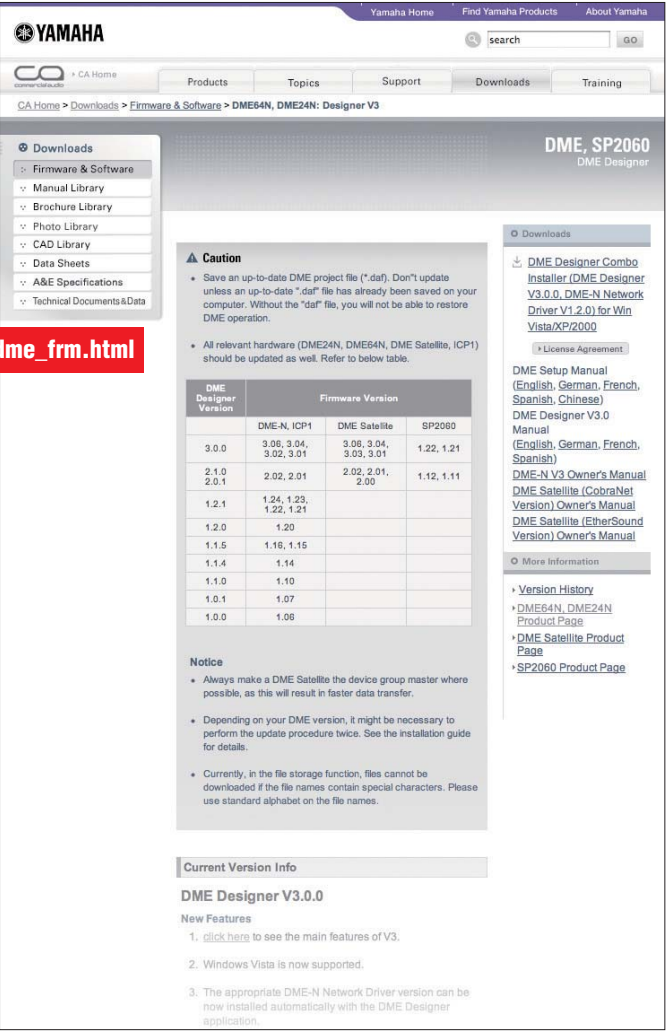 Yamaha Home Find Yamaha Products About Yamaha
YAMAHA
search GO
CA commercialaudio CA Home Products Topics Support Downloads Training
CA Home > Downloads > Firmware & Software > DME64N, DME24N: Designer V3
Downloads
Firmware & Software
Manual Library
Brochure Library
Photo Library
CAD Library
Data Sheets
A&E Specifications
Technical Documents&Data
dme_frm.html
DME, SP2060
DME Designer
Caution
• Save an up-to-date DME project file (*.daf). Don"t update
unless an up-to-date ".daf" file has already been saved on your
computer. Without the "daf" file, you will not be able to restore
DME operation.
• All relevant hardware (DME24N, DME64N, DME Satellite, ICP1)
should be updated as well. Refer to below table.
DME
Designer
Version
Firmware Version
DME-N, ICP1 DME Satellite SP2060
3.0.0 3.06, 3.04, 3.02, 3.01 3.06, 3.04, 3.03, 3.01 1.22, 1.21
2.1.0 2.0.1 2.02, 2.01 2.02, 2.01, 2.00 1.12, 1.11
1.2.1 1.24, 1.23, 1.22, 1.21
1.2.0 1.20
1.1.5 1.16, 1.15
1.1.4 1.14
1.1.0 1.10
1.0.1 1.07
1.0.0 1.06
Notice
• Always make a DME Satellite the device group master where
possible, as this will result in faster data transfer.
• Depending on your DME version, it might be necessary to
perform the update procedure twice. See the installation guide
for details.
• Currently, in the file storage function, files cannot be
downloaded if the file names contain special characters. Please
use standard alphabet on the file names.
Current Version Info
DME Designer V3.0.0
New Features
1. click here to see the main features of V3.
2. Windows Vista is now supported.
3. The appropriate DME-N Network Driver version can be
now installed automatically with the DME Designer
application.
Downloads
DME Designer Combo
Installer (DME Designer
V3.0.0, DME-N Network
Driver V1.2.0) for Win
Vista/XP/2000
License Agreement
DME Setup Manual
(English, German, French,
Spanish, Chinese)
DME Designer V3.0
Manual
(English, German, French,
Spanish)
DME-N V3 Owner's Manual
DME Satellite (CobraNet
Version) Owner's Manual
DME Satellite (EtherSound
Version) Owner's Manual
More Information
Version History
DME64N, DME24N
Product Page
DME Satellite Product
Page
SP2060 Product Page